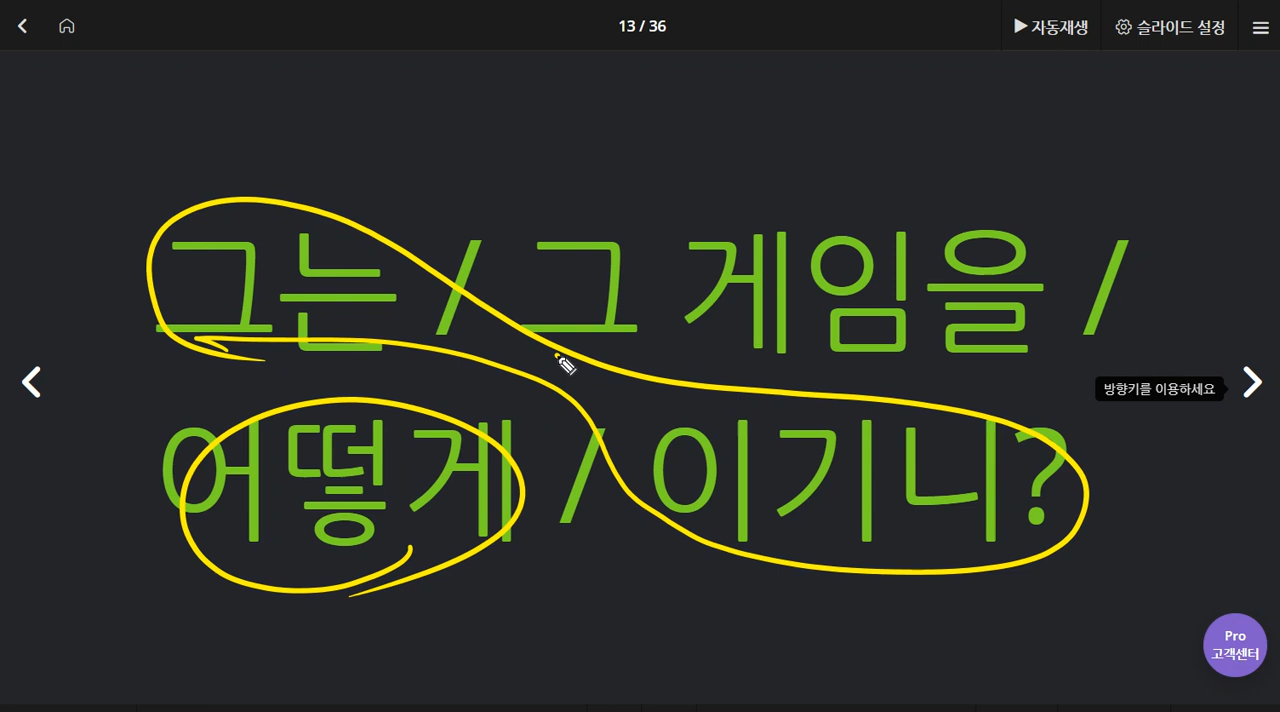 13 / 36
자동재생
슬라이드 설정
그는 / 그 게임을 /
방향키를 이용하세요
어떻게 / 이기니?
Pro
고객센터